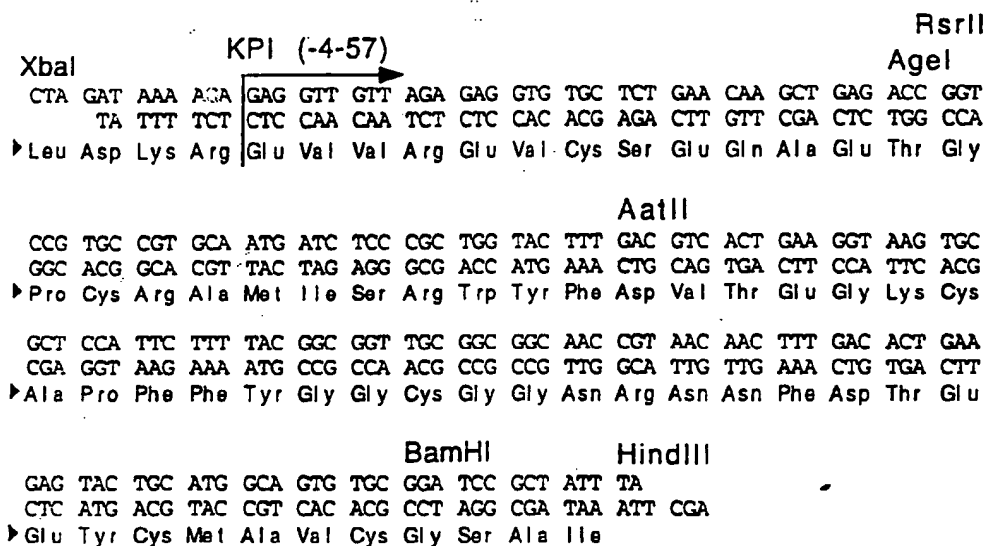 RsrII
KPI (-4-57)
XbaI AgeI
CTA GAT AAA AGA GAG GTT GTT AGA GAG GTG TGC TCT GAA CAA GCT GAG ACC GGT
TA TTT TCT CTC CAA CAA TCT CTC CAC ACG AGA CTT GTT CGA CTC TGG CCA
Leu Asp Lys Arg Glu Val Val Arg Glu Val Cys Ser Glu Gln Ala Glu Thr Gly
AatII
CCG TGC CGT GCA ATG ATC TCC CGC TGG TAC TTT GAC GTC ACT GAA GGT AAG TGC
GGC ACG GCA CGT TAC TAG AGG GCG ACC ATG AAA CTG CAG TGA CTT CCA TTC ACG
Pro Cys Arg Ala Met Ile Ser Arg Trp Tyr Phe Asp Val Thr Glu Gly Lys Cys
GCT CCA TTC TTT TAC GGC GGT TGC GGC GGC AAC CGT AAC AAC TTT GAC ACT GAA
CGA GGT AAG AAA ATG CCG CCA ACG CCG CCG TTG GCA TTG TTG AAA CTG TGA CTT
Ala Pro Phe Phe Tyr Gly Gly Cys Gly Gly Asn Arg Asn Asn Phe Asp Thr Glu
BamHI HindIII
GAG TAC TGC ATG GCA GTG TGC GGA TCC GCT ATT TA
CTC ATG ACG TAC CGT CAC ACG CCT AGG CGA TAA ATT CGA
Glu Tyr Cys Met Ala Val Cys Gly Ser Ala Ile